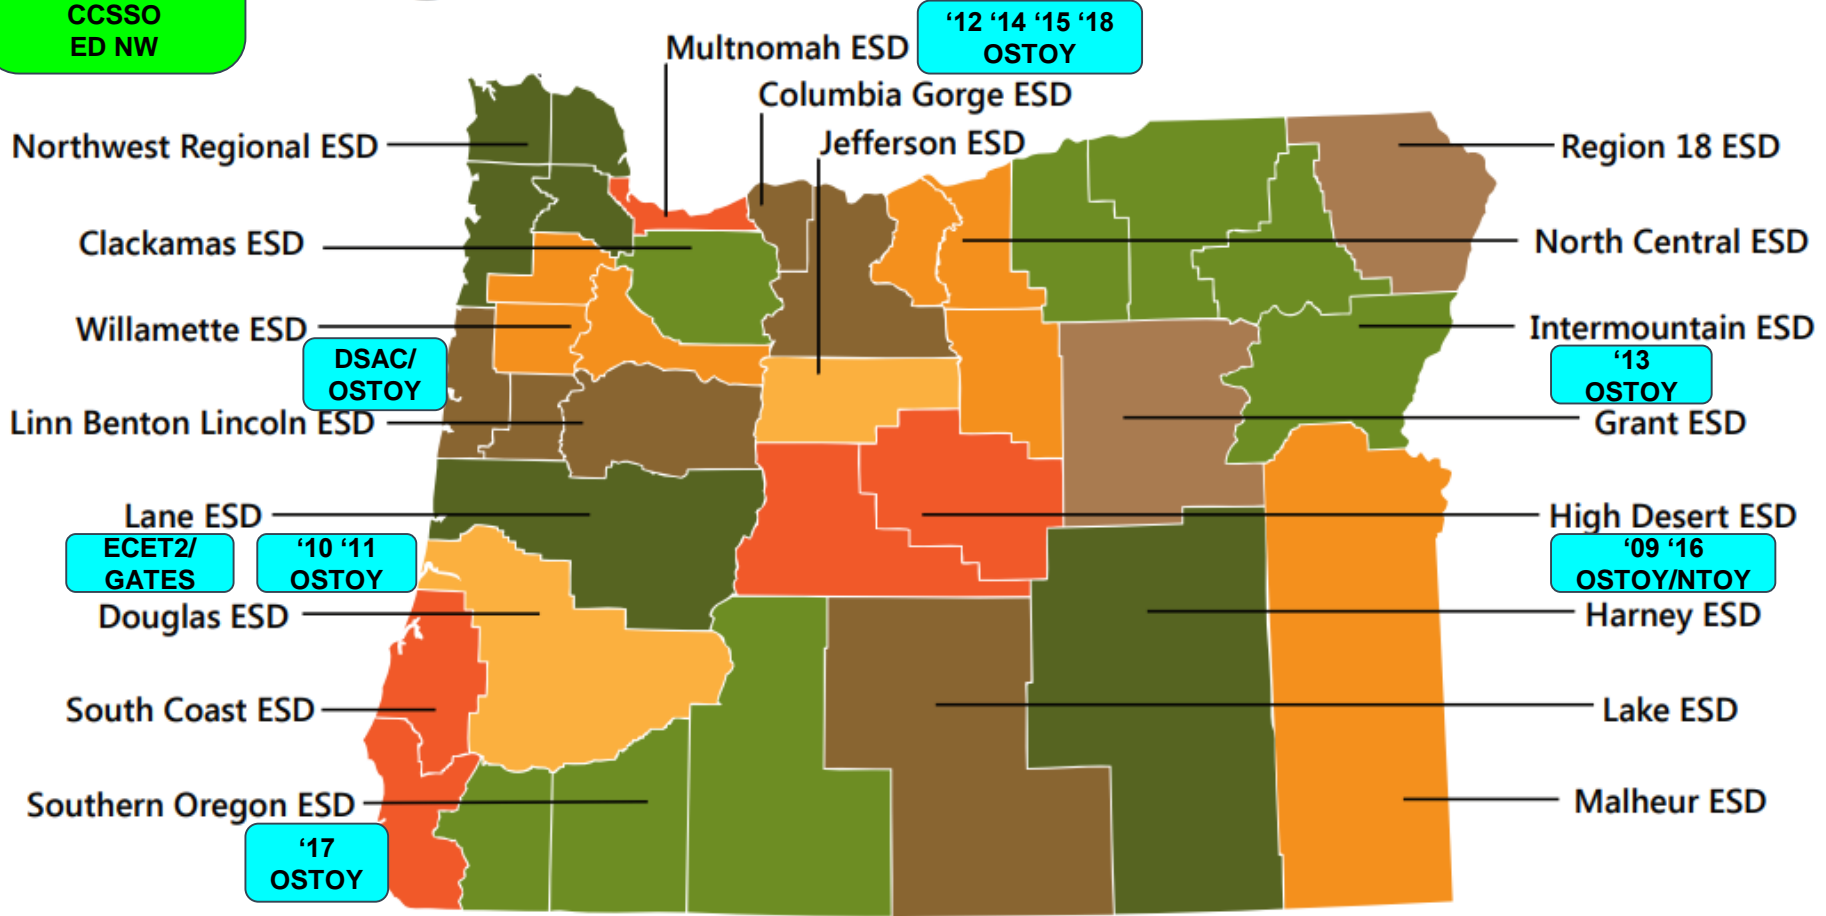 CCSSO
ED NW
‘12 ‘14 ‘15 ‘18
OSTOY
Multnomah ESD
Columbia Gorge ESD
Jefferson ESD
Northwest Regional ESD
Region 18 ESD
Clackamas ESD
North Central ESD
Willamette ESD
Intermountain ESD
DSAC/
OSTOY
‘13
OSTOY
Linn Benton Lincoln ESD
Grant ESD
Lane ESD
High Desert ESD
ECET2/
GATES
‘10 ‘11
OSTOY
‘09 ‘16
OSTOY/NTOY
Douglas ESD
Harney ESD
South Coast ESD
Lake ESD
Southern Oregon ESD
Malheur ESD
‘17
OSTOY